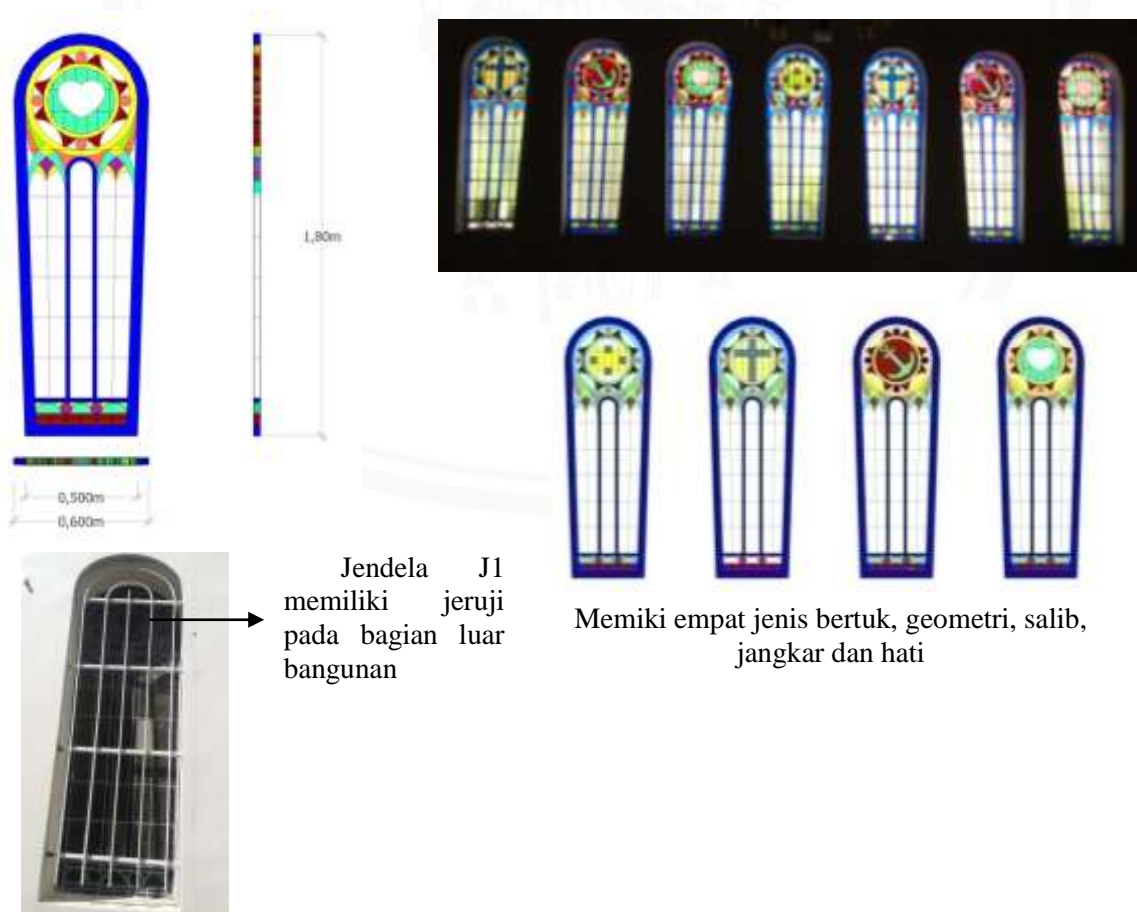 1,80m
0,500m
0,600m
Jendela J1
memiliki jeruji
pada bagian luar
bangunan
Memiki empat jenis bertuk, geometri, salib,
jangkar dan hati